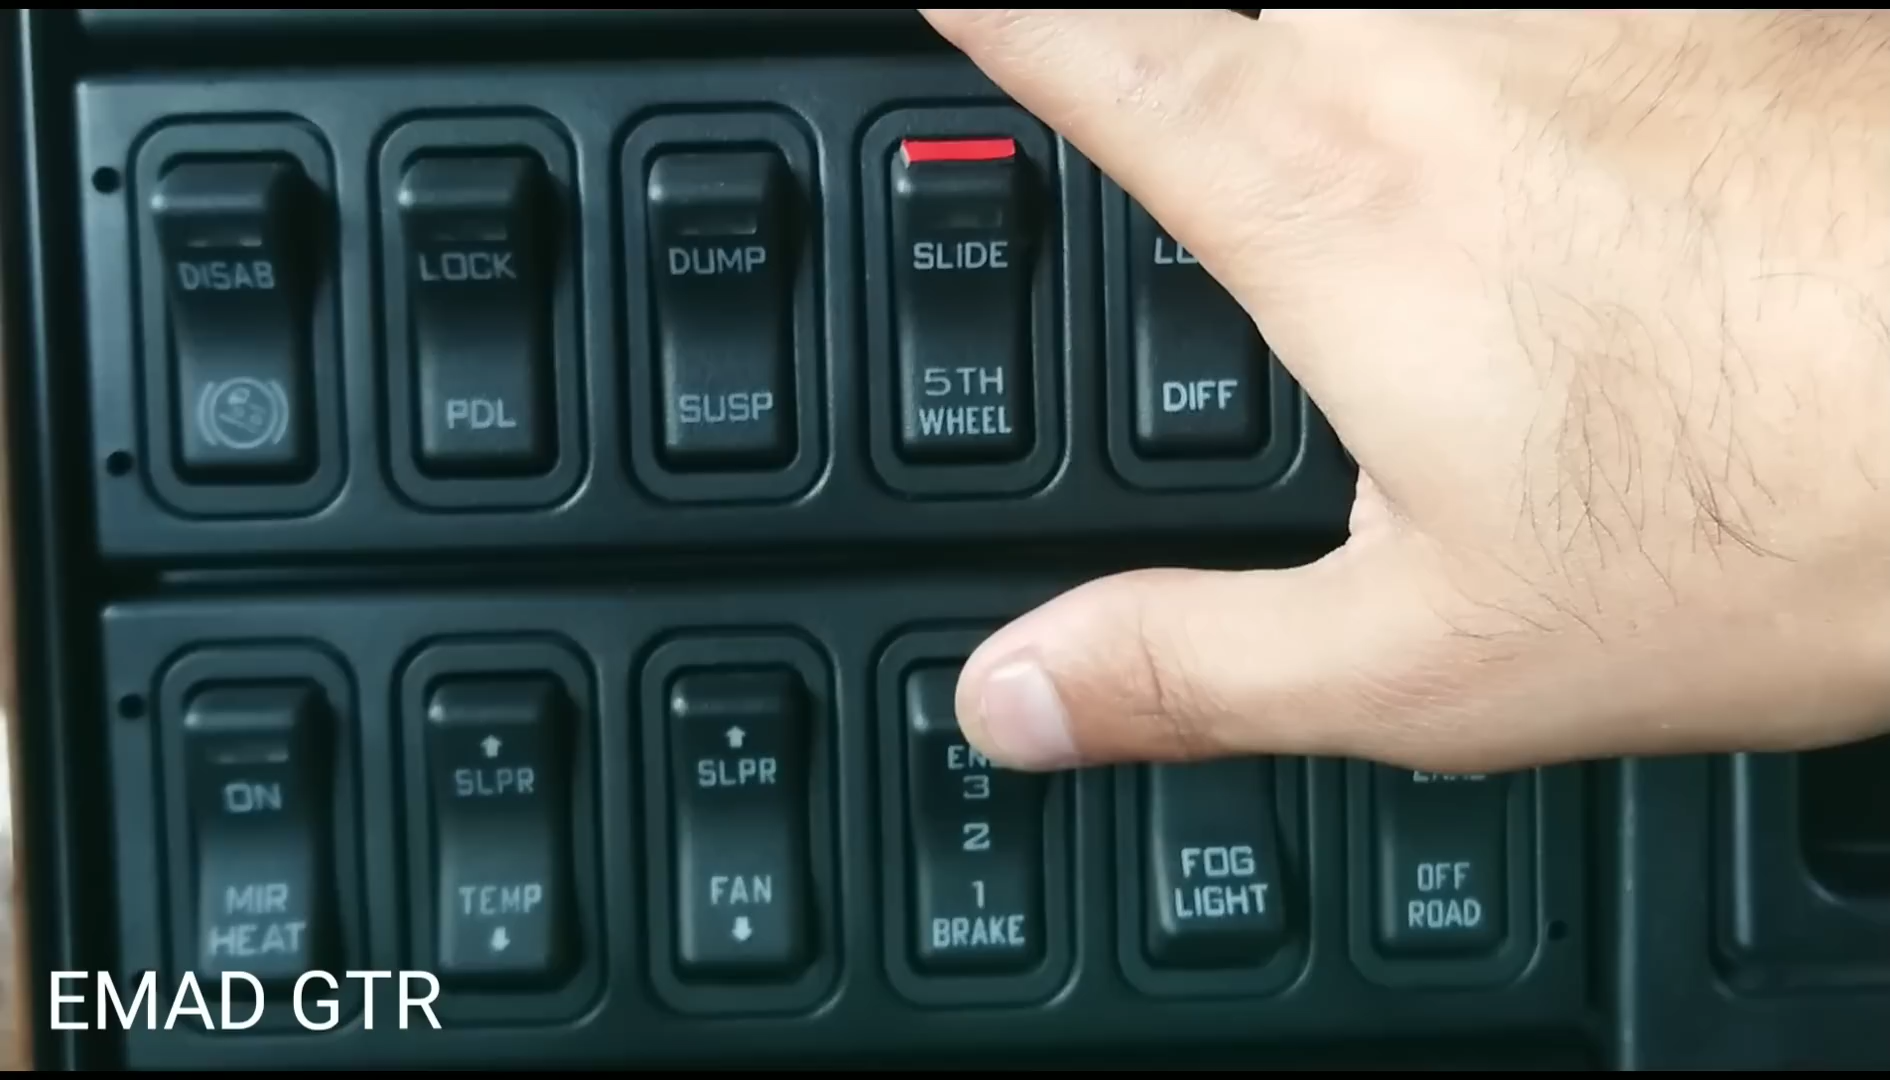 DISAB
LOCK
DUMP
SLIDE
PDL
SUSP
5TH
WHEEL
DIFF
ON
SLPR
SLPR
3
2
MIR
HEAT
TEMP
FAN
1
BRAKE
FOG
LIGHT
OFF
ROAD
EMAD GTR